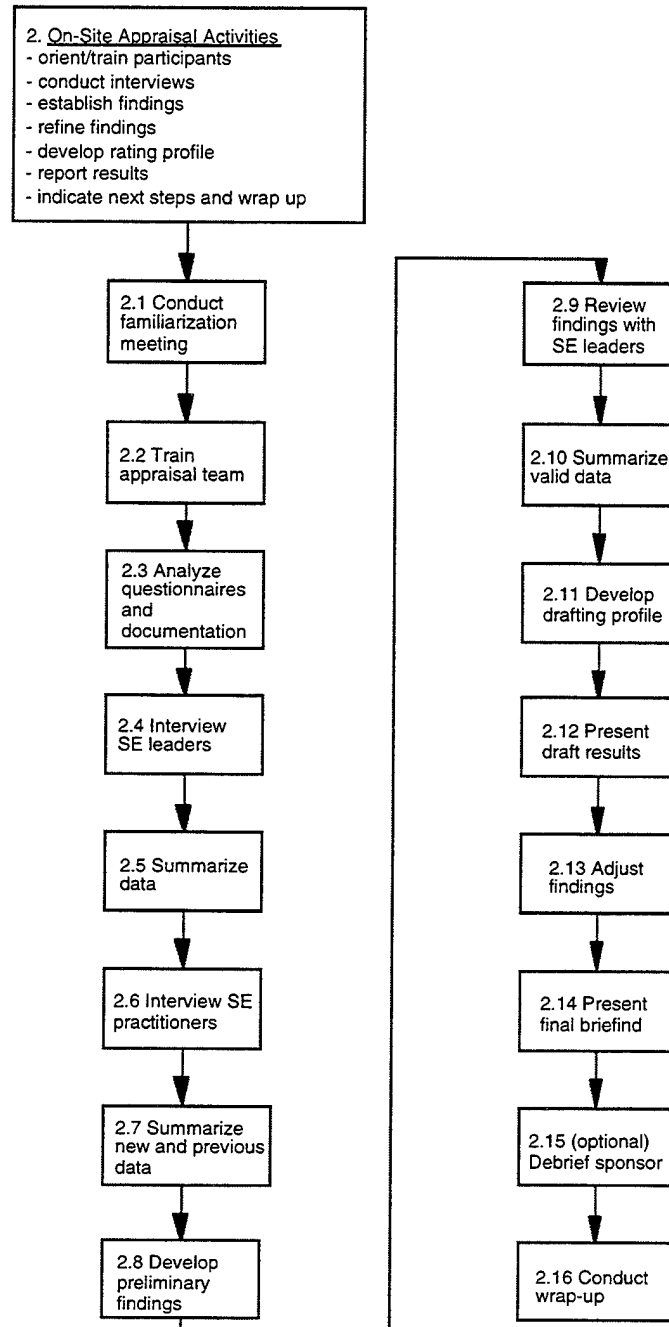 2. On-Site Appraisal Activities
- orient/train participants
- conduct interviews
- establish findings
- refine findings
- develop rating profile
- report results
- indicate next steps and wrap up
2.1 Conduct
familiarization
meeting
2.2 Train
appraisal team
2.3 Analyze
questionnaires
and
documentation
2.4 Interview
SE leaders
2.5 Summarize
data
2.6 Interview SE
practitioners
2.7 Summarize
new and previous
data
2.8 Develop
preliminary
findings
2.9 Review
findings with
SE leaders
2.10 Summarize
valid data
2.11 Develop
drafting profile
2.12 Present
draft results
2.13 Adjust
findings
2.14 Present
final briefind
2.15 (optional)
Debrief sponsor
2.16 Conduct
wrap-up